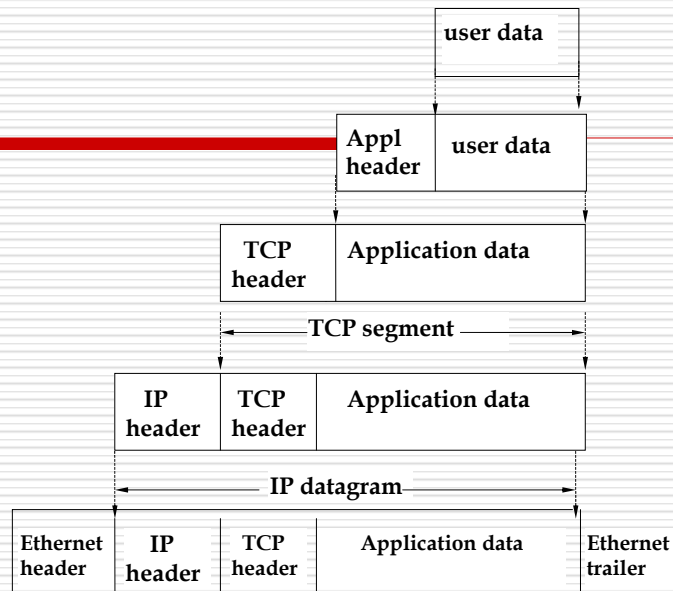 user data
Appl
header
user data
TCP
header
Application data
TCP segment
IP
header
TCP
header
Application data
IP datagram
Ethernet
header
IP
header
TCP
header
Application data
Ethernet
trailer